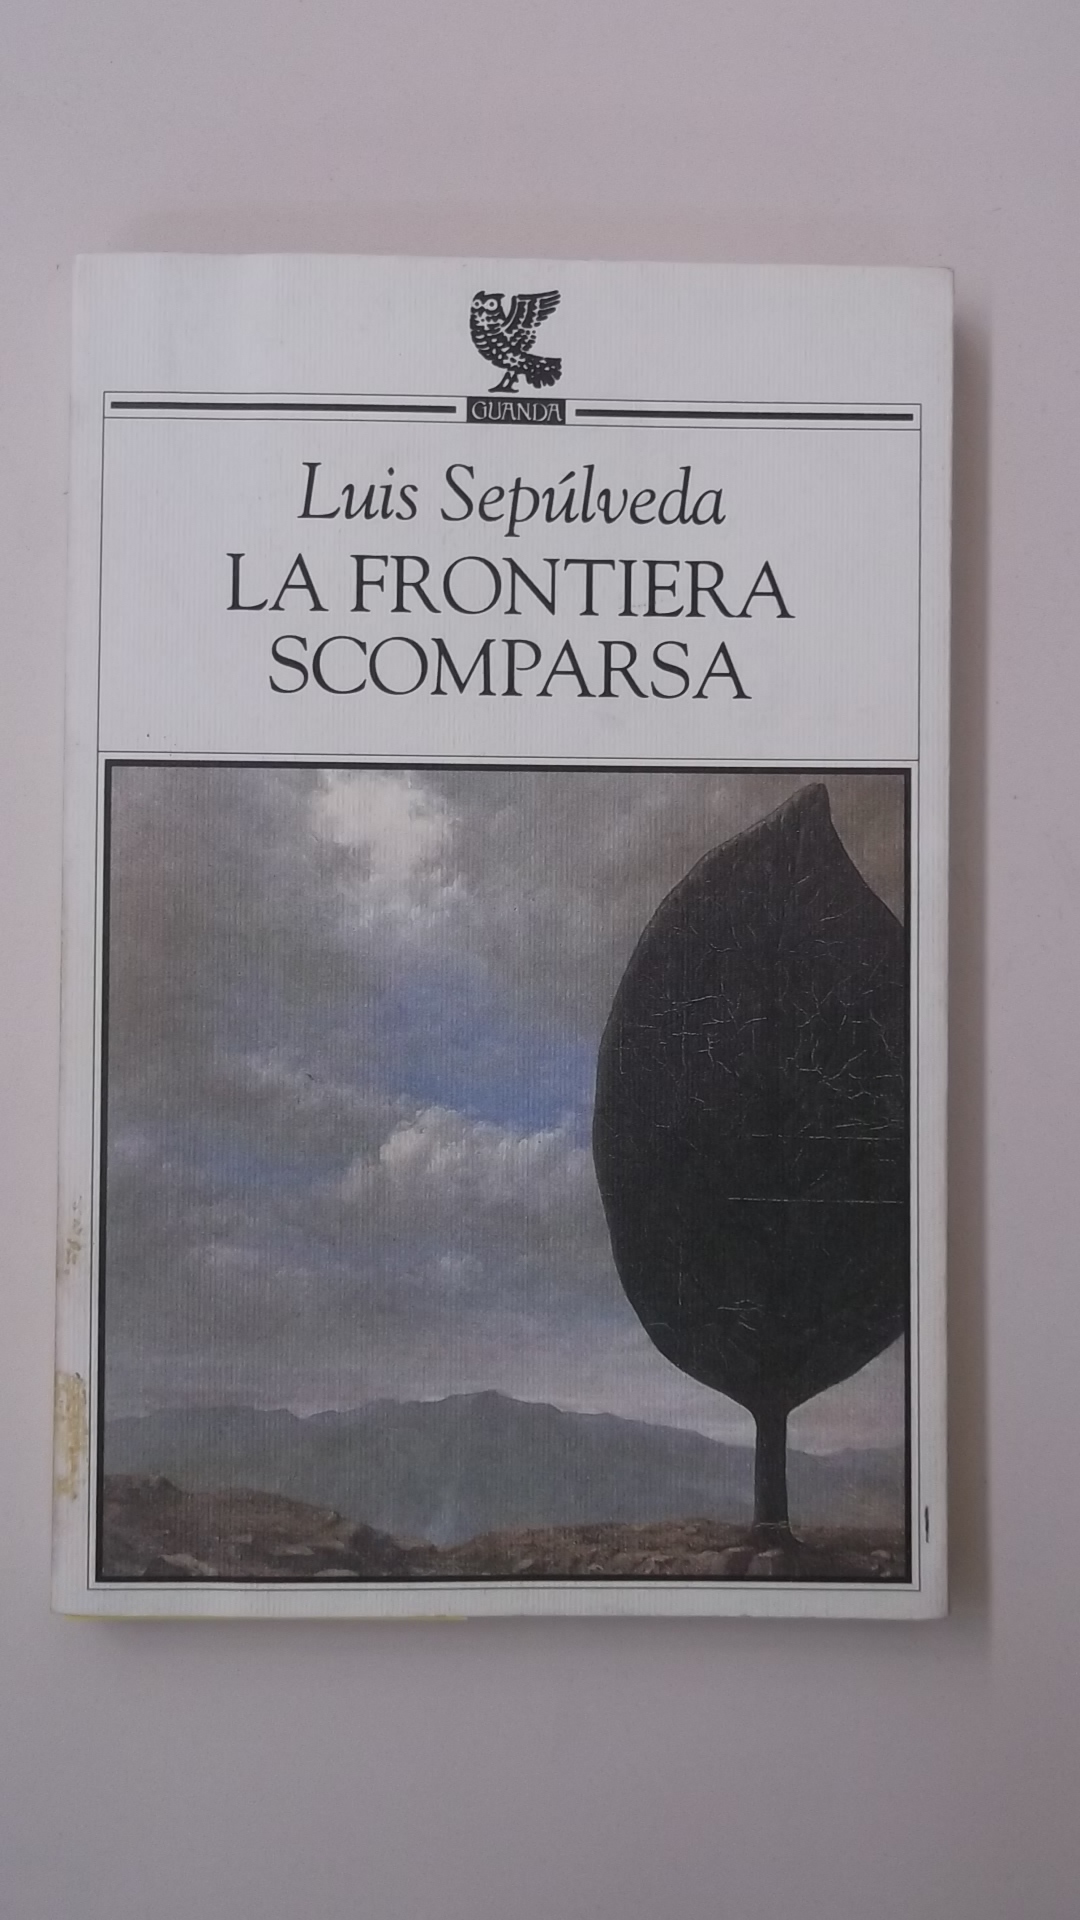 GUANDA
Luis Sepúlveda
LA FRONTIERA
SCOMPARSA